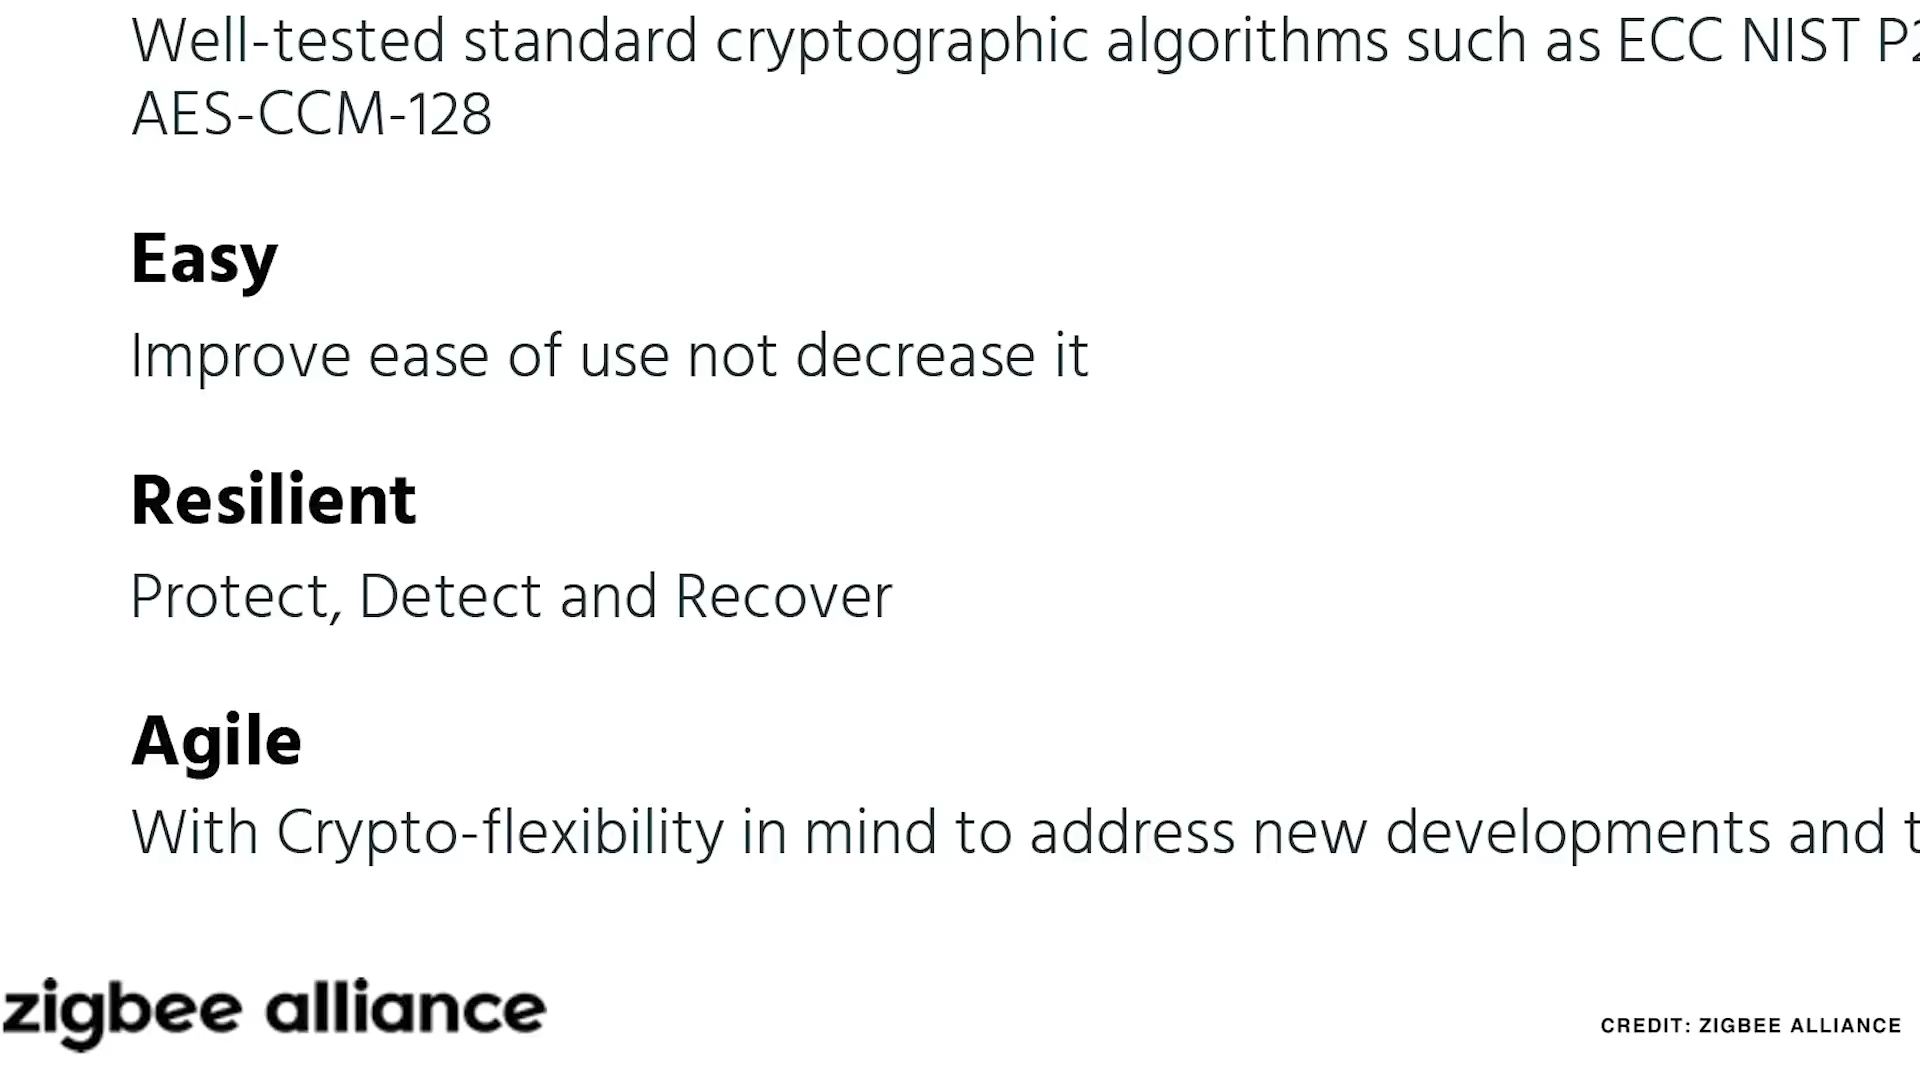 Well-tested standard cryptographic algorithms such as ECC NIST
AES-CCM-128
Easy
Improve ease of use not decrease it
Resilient
Protect, Detect and Recover
Agile
With Crypto-flexibility in mind to address new developments and
zigbee alliance
CREDIT: ZIGBEE ALLIANCE